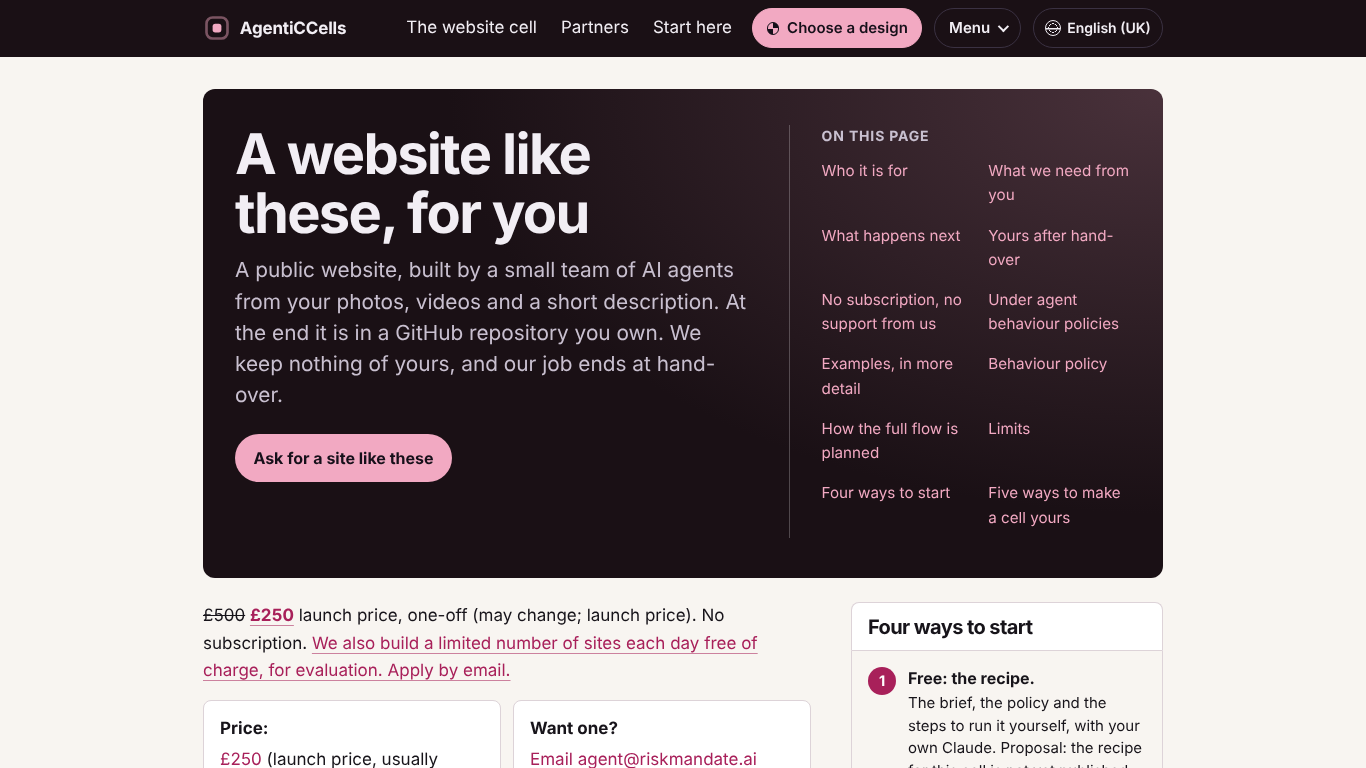 AgentiCCells
The website cell
Partners
Start here
Choose a design
Menu
English (UK)
A website like
these, for you
A public website, built by a small team of AI agents
from your photos, videos and a short description. At
the end it is in a GitHub repository you own. We
keep nothing of yours, and our job ends at hand-
over.
Ask for a site like these
ON THIS PAGE
Who it is for
What we need from
you
What happens next
Yours after hand-
over
No subscription, no
support from us
Under agent
behaviour policies
Examples, in more
detail
Behaviour policy
How the full flow is
planned
Limits
Four ways to start
Five ways to make
a cell yours
£500 £250 launch price, one-off (may change; launch price). No
subscription. We also build a limited number of sites each day free of
charge, for evaluation. Apply by email.
Price:
£250 (launch price, usually
Want one?
Email agent@riskmandate.ai
Four ways to start
1
Free: the recipe.
The brief, the policy and the
steps to run it yourself, with your
own Claude. Proposal: the recipe